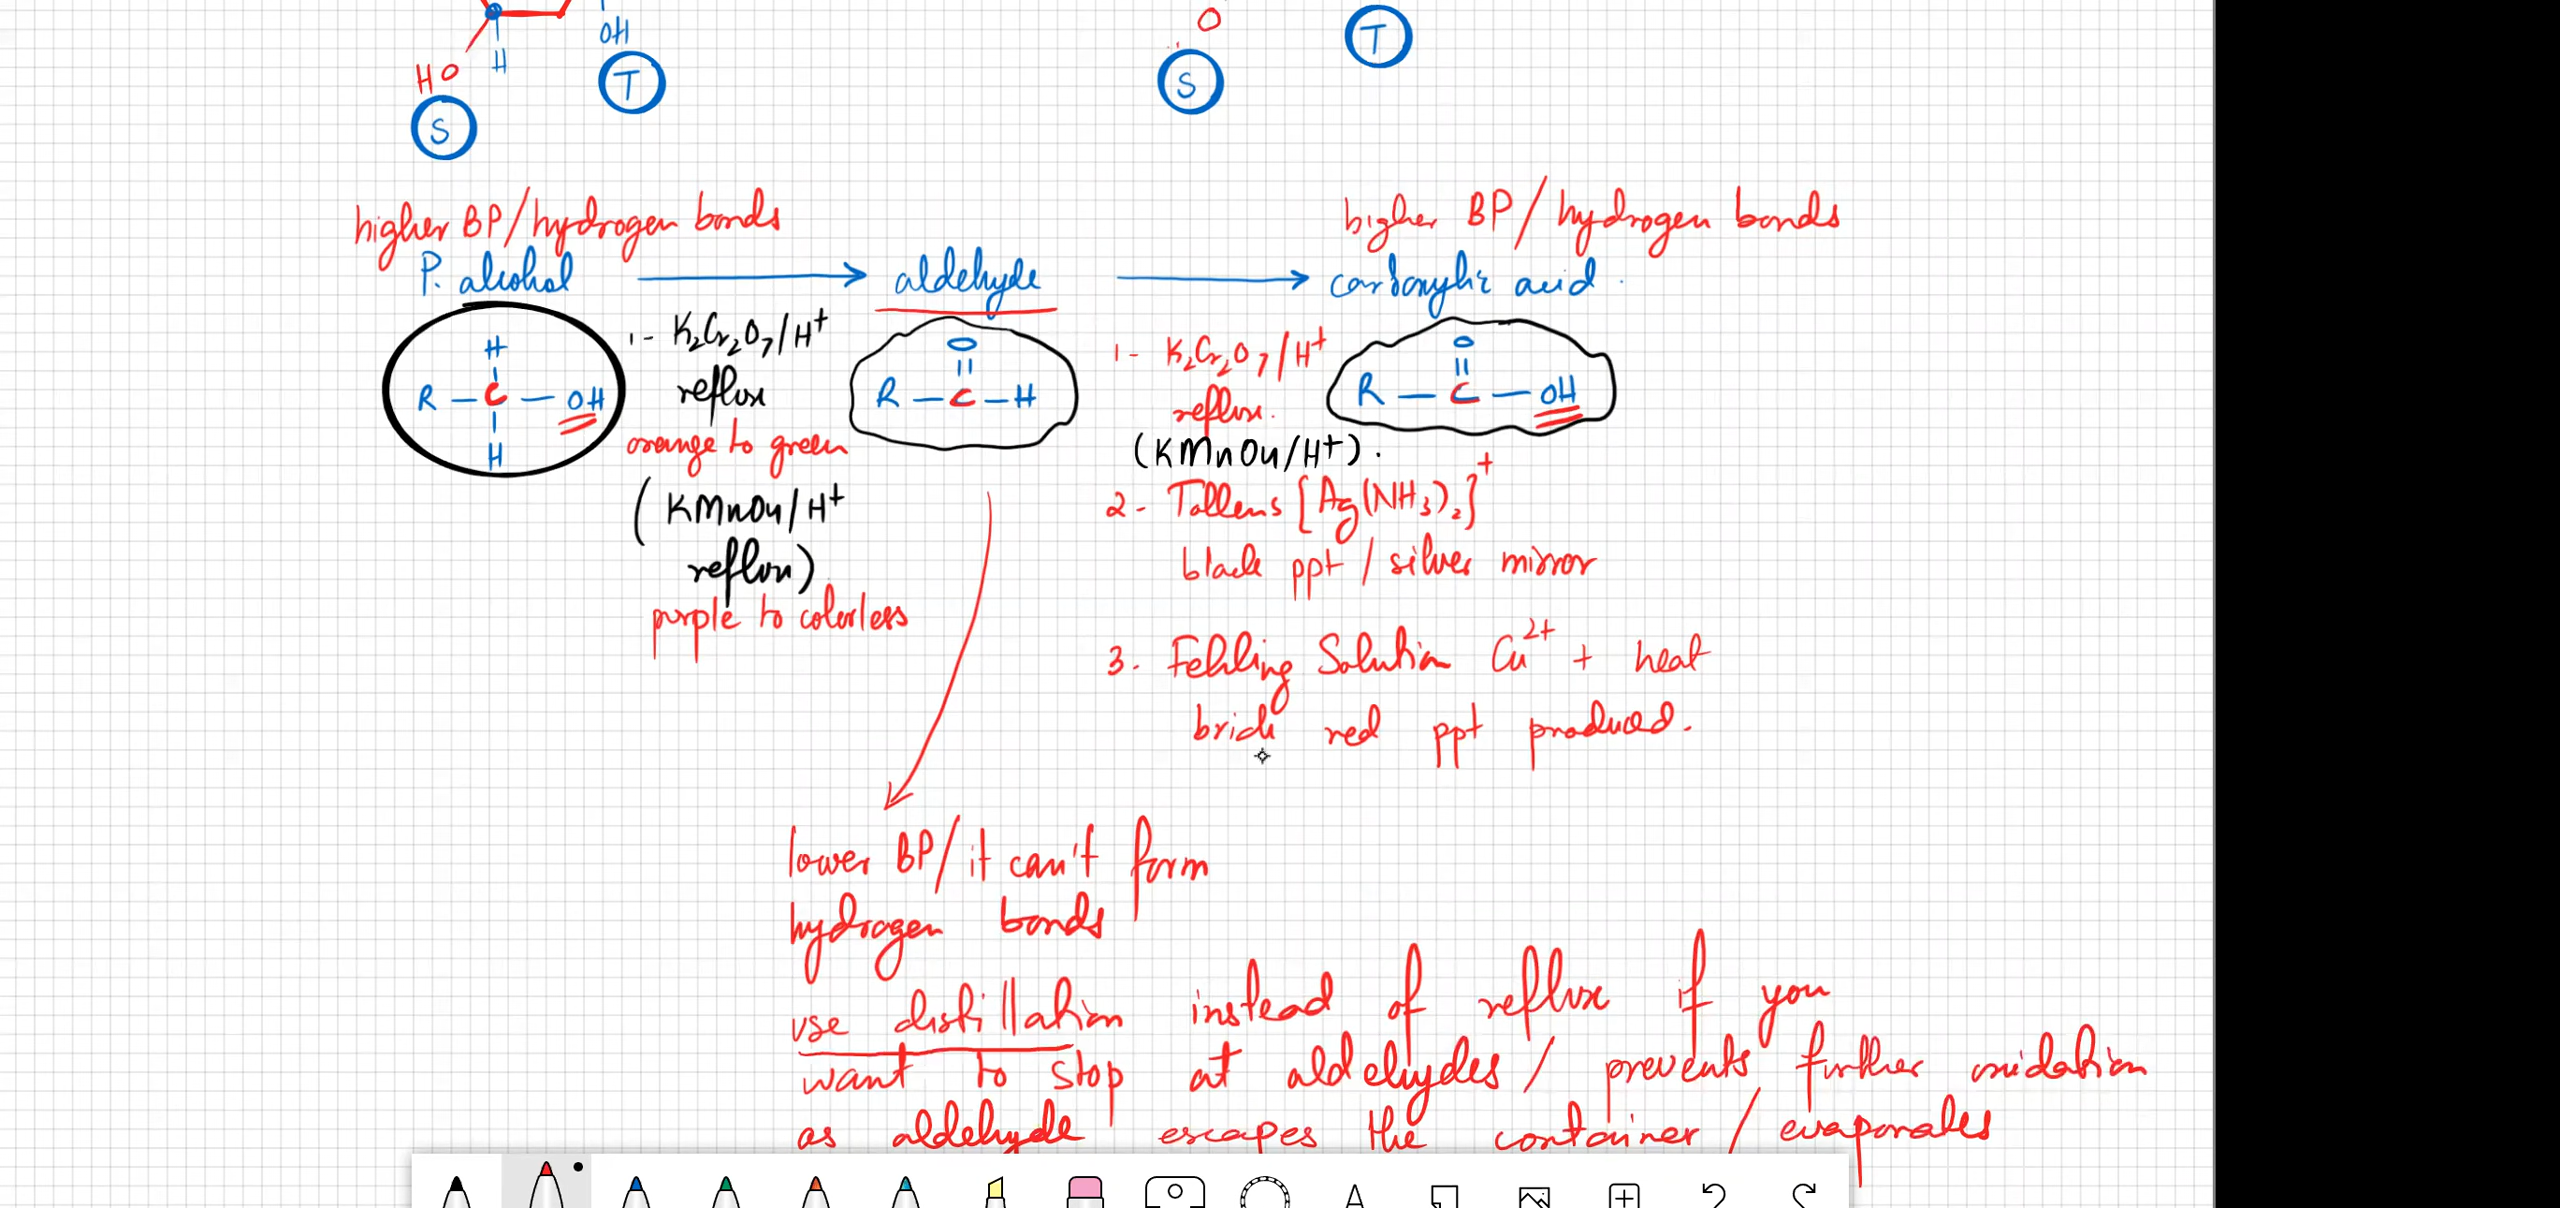 OH
H
HO
T
S
O
T
S
higher BP/hydrogen bonds
P. alcohol
aldehyde
higher BP/hydrogen bonds
carboxylic acid.
H
R - C - OH
H
1- K₂Cr₂O₇/H⁺
reflux
orange to green
(KMnO4/H⁺
reflux)
purple to colorless
O
R - C - H
1- K₂Cr₂O₇/H⁺
reflux.
(KMnO4/H⁺).
O
R - C - OH
2- Tollens [Ag(NH₃)₂]⁺
black ppt / silver mirror
3. Fehling Solution Cu²⁺ + heat
brick red ppt produced.
lower BP/it can't form
hydrogen bonds
use distillation instead of reflux if you
want to stop at aldehydes/ prevents further oxidation
as aldehyde escapes the container/ evaporates